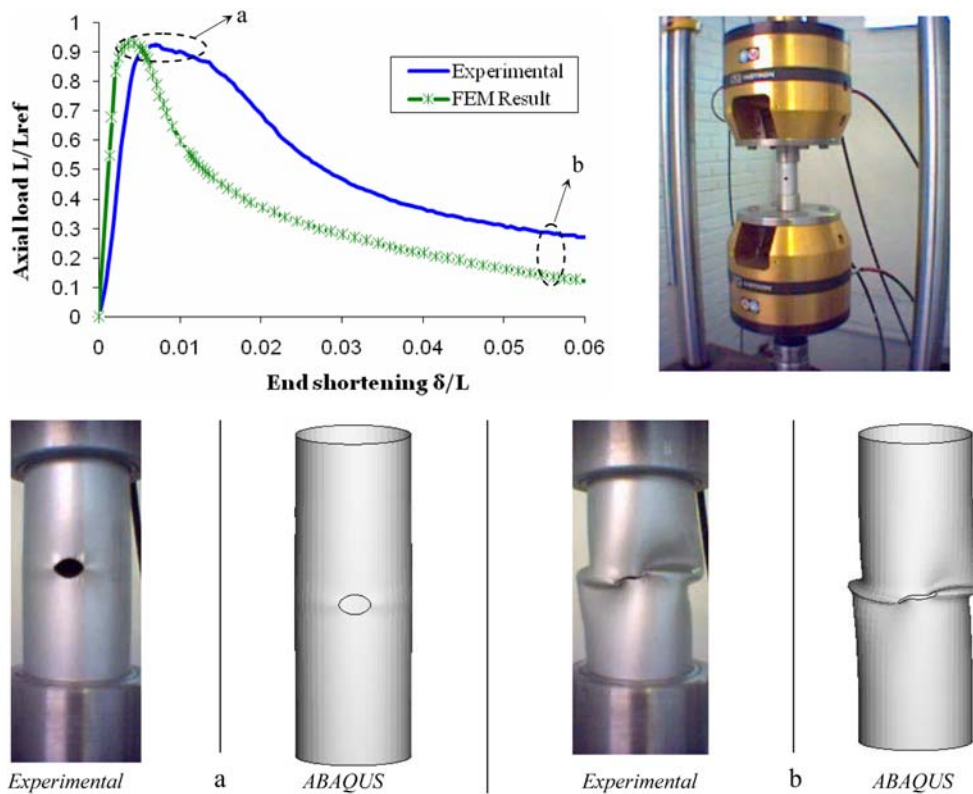 1
0.9
0.8
0.7
0.6
0.5
0.4
0.3
0.2
0.1
0
Axial load L/Lref
a
Experimental
FEM Result
b
0 0.01 0.02 0.03 0.04 0.05 0.06
End shortening δ/L
Experimental a ABAQUS Experimental b ABAQUS